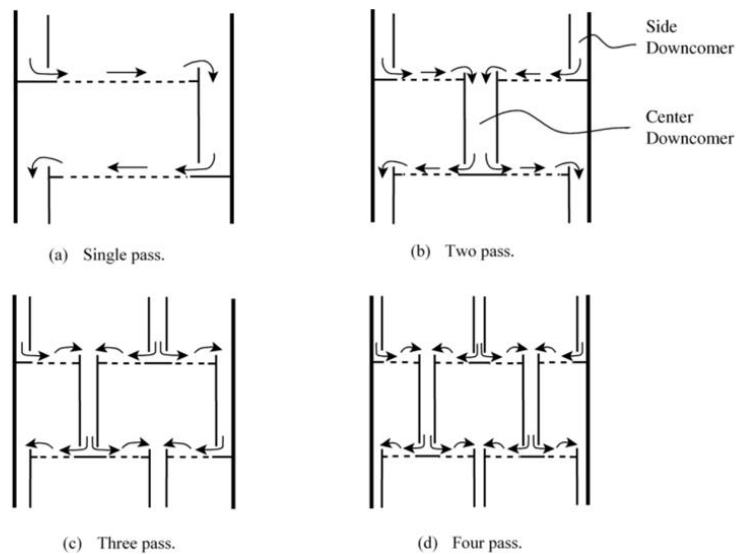 Side
Downcomer
Center
Downcomer
(a) Single pass.
(b) Two pass.
(c) Three pass.
(d) Four pass.